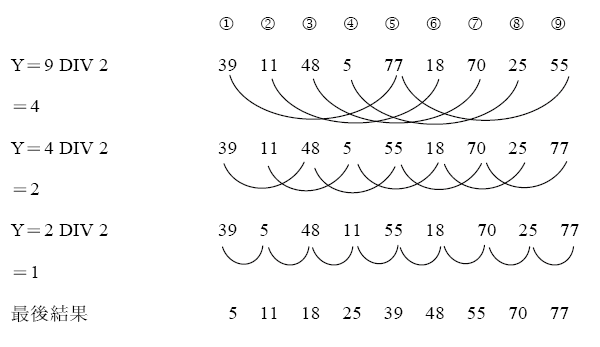 ① ② ③ ④ ⑤ ⑥ ⑦ ⑧ ⑨
Y＝9 DIV 2 39 11 48 5 77 18 70 25 55
＝4
Y＝4 DIV 2 39 11 48 5 55 18 70 25 77
＝2
Y＝2 DIV 2 39 5 48 11 55 18 70 25 77
＝1
最後結果 5 11 18 25 39 48 55 70 77